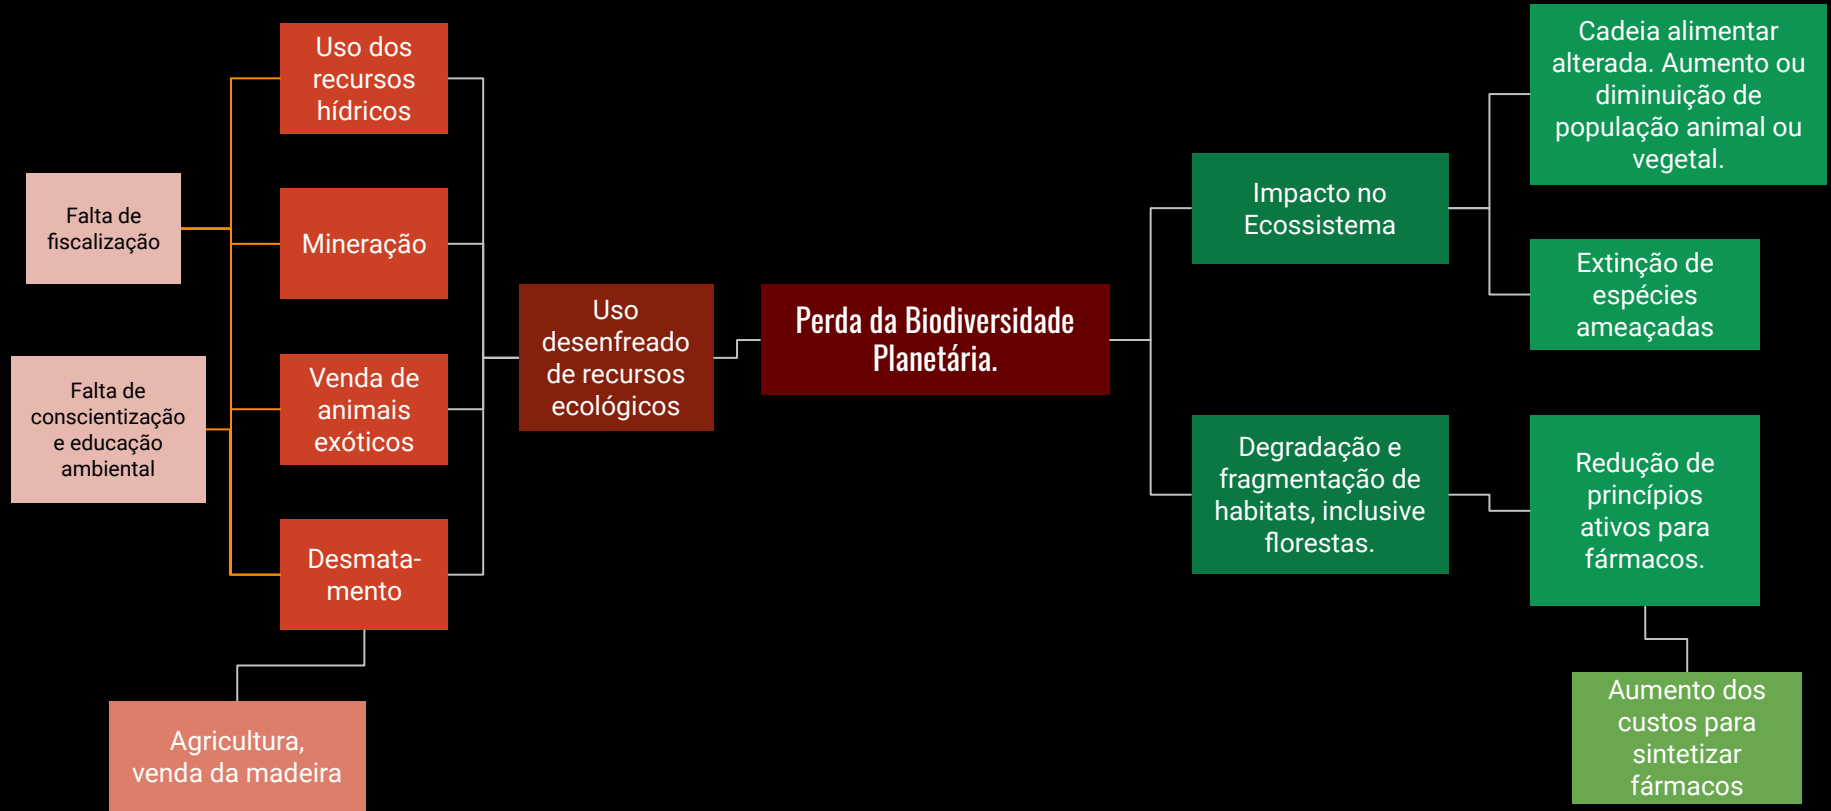 Uso dos
recursos
hídricos
Falta de
fiscalização
Mineração
Falta de
conscientização
e educação
ambiental
Venda de
animais
exóticos
Desmata-
mento
Agricultura,
venda da madeira
Uso
desenfreado
de recursos
ecológicos
Perda da Biodiversidade
Planetária.
Impacto no
Ecossistema
Cadeia alimentar
alterada. Aumento ou
diminuição de
população animal ou
vegetal.
Extinção de
espécies
ameaçadas
Degradação e
fragmentação de
habitats, inclusive
florestas.
Redução de
princípios
ativos para
fármacos.
Aumento dos
custos para
sintetizar
fármacos